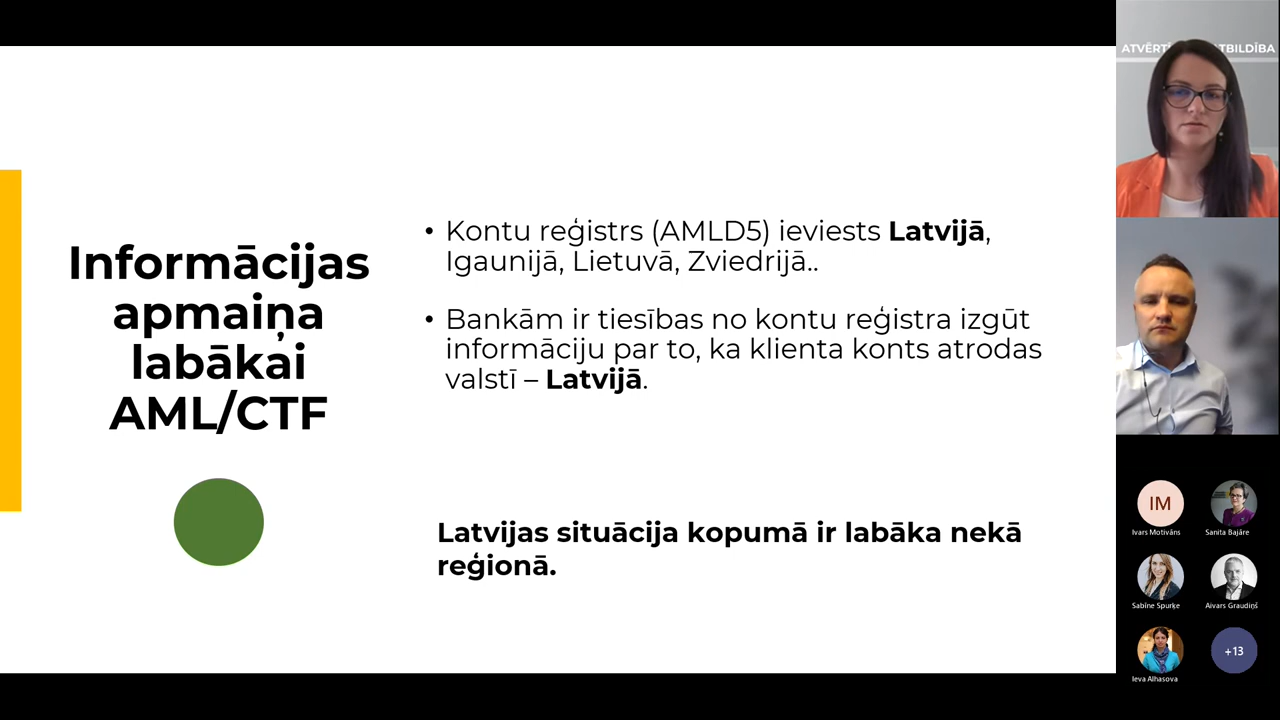 Informācijas
apmaiņa
labākai
AML/CTF
• Kontu reģistrs (AMLD5) ieviests Latvijā,
Igaunijā, Lietuvā, Zviedrijā..
• Bankām ir tiesības no kontu reģistra izgūt
informāciju par to, ka klienta konts atrodas
valstī – Latvijā.
Latvijas situācija kopumā ir labāka nekā
reģionā.
IM
Ivars Motivāns
Sanita Bajāre
Sabīne Spurķe
Aivars Graudiņš
Ieva Alhasova
+13